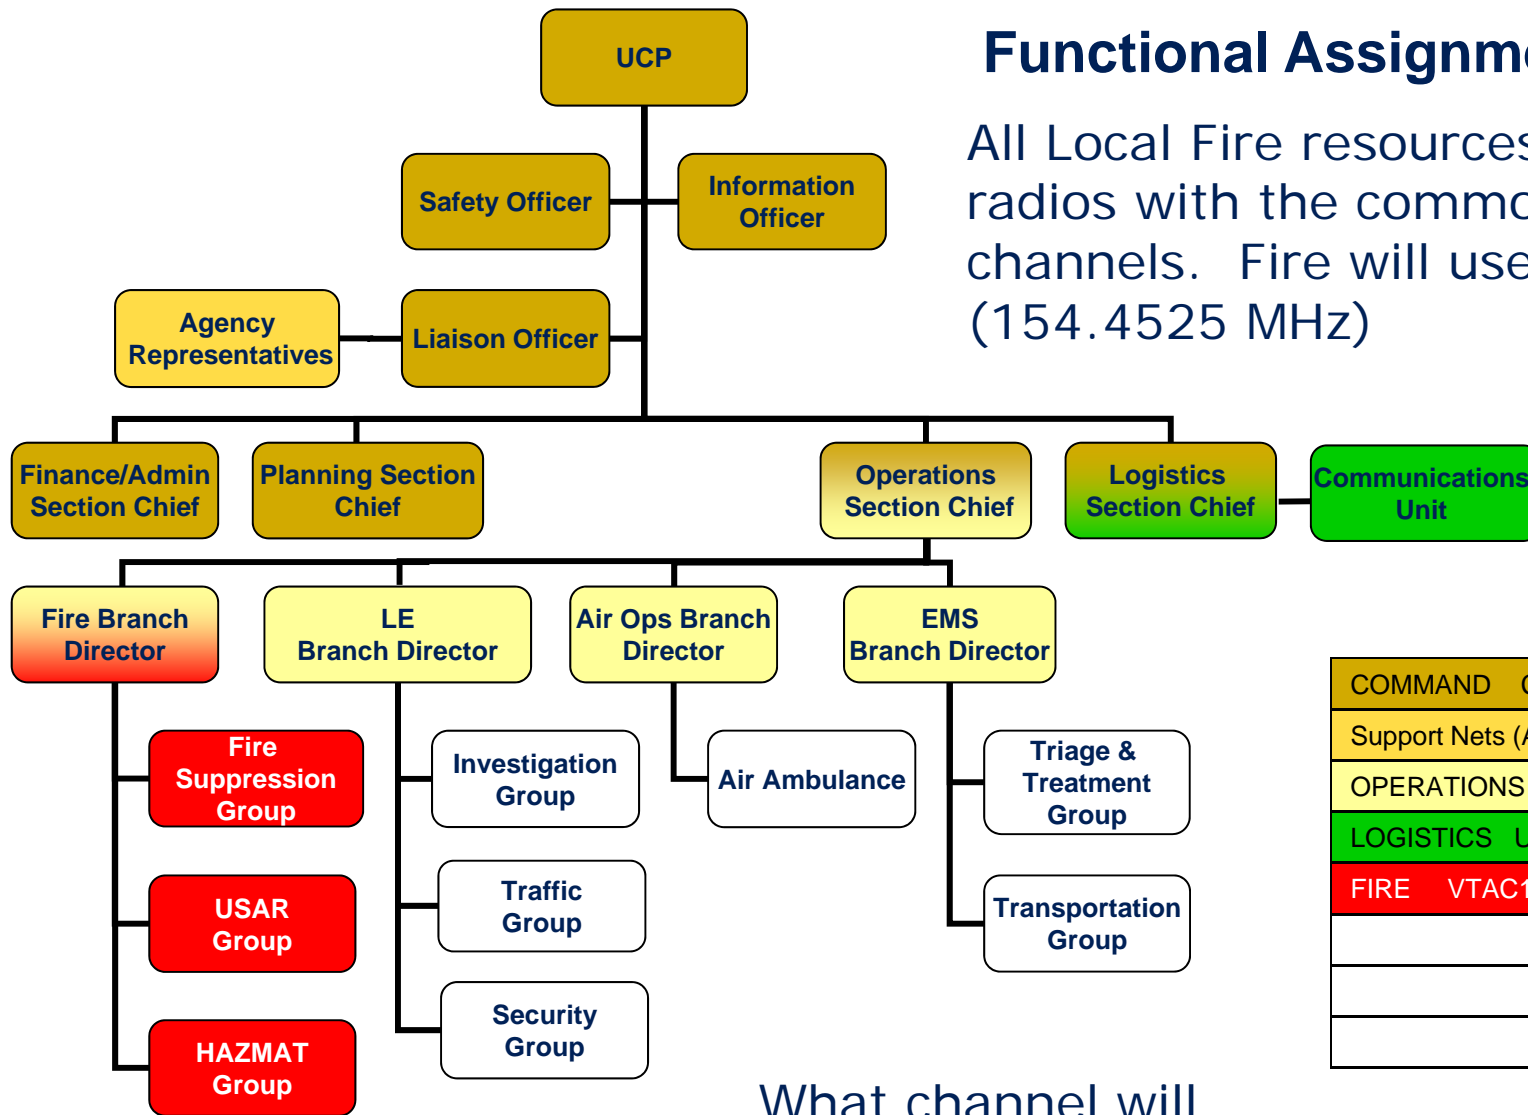 UCP
Functional Assignm
All Local Fire resources
radios with the commo
channels. Fire will use
(154.4525 MHz)
Safety Officer
Information
Officer
Agency
Representatives
Liaison Officer
Finance/Admin
Section Chief
Planning Section
Chief
Operations
Section Chief
Logistics
Section Chief
Communications
Unit
Fire Branch
Director
LE
Branch Director
Air Ops Branch
Director
EMS
Branch Director
Fire
Suppression
Group
Investigation
Group
Air Ambulance
Triage &
Treatment
Group
USAR
Group
Traffic
Group
Transportation
Group
HAZMAT
Group
Security
Group
COMMAND
Support Nets
OPERATIONS
LOGISTICS
FIRE VTAC1
What channel will